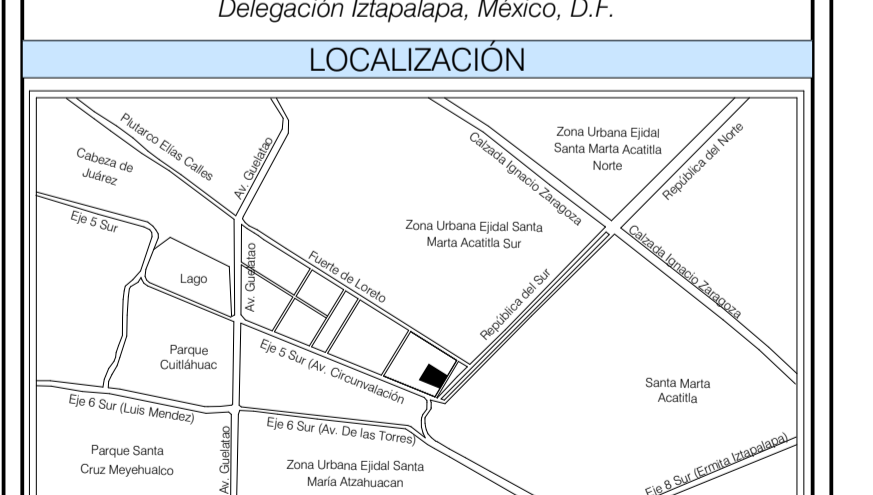 Delegación Iztapalapa, México, D.F.
LOCALIZACIÓN
Plutarco Elías Calles
Av. Guelatao
Calzada Ignacio Zaragoza
Zona Urbana Ejidal
Santa Marta Acatitla
Norte
República del Norte
Cabeza de
Juárez
Eje 5 Sur
Zona Urbana Ejidal Santa
Marta Acatitla Sur
Calzada Ignacio Zaragoza
Lago
Av. Guelatao
Fuerte de Loreto
República del Sur
Parque
Cuitláhuac
Eje 5 Sur (Av. Circunvalación
Santa Marta
Acatitla
Eje 6 Sur (Luis Mendez)
Eje 6 Sur (Av. De las Torres)
Parque Santa
Cruz Meyehualco
Av. Guelatao
Zona Urbana Ejidal Santa
María Atzahuacan
Eje 8 Sur (Ermita Iztapalapa)